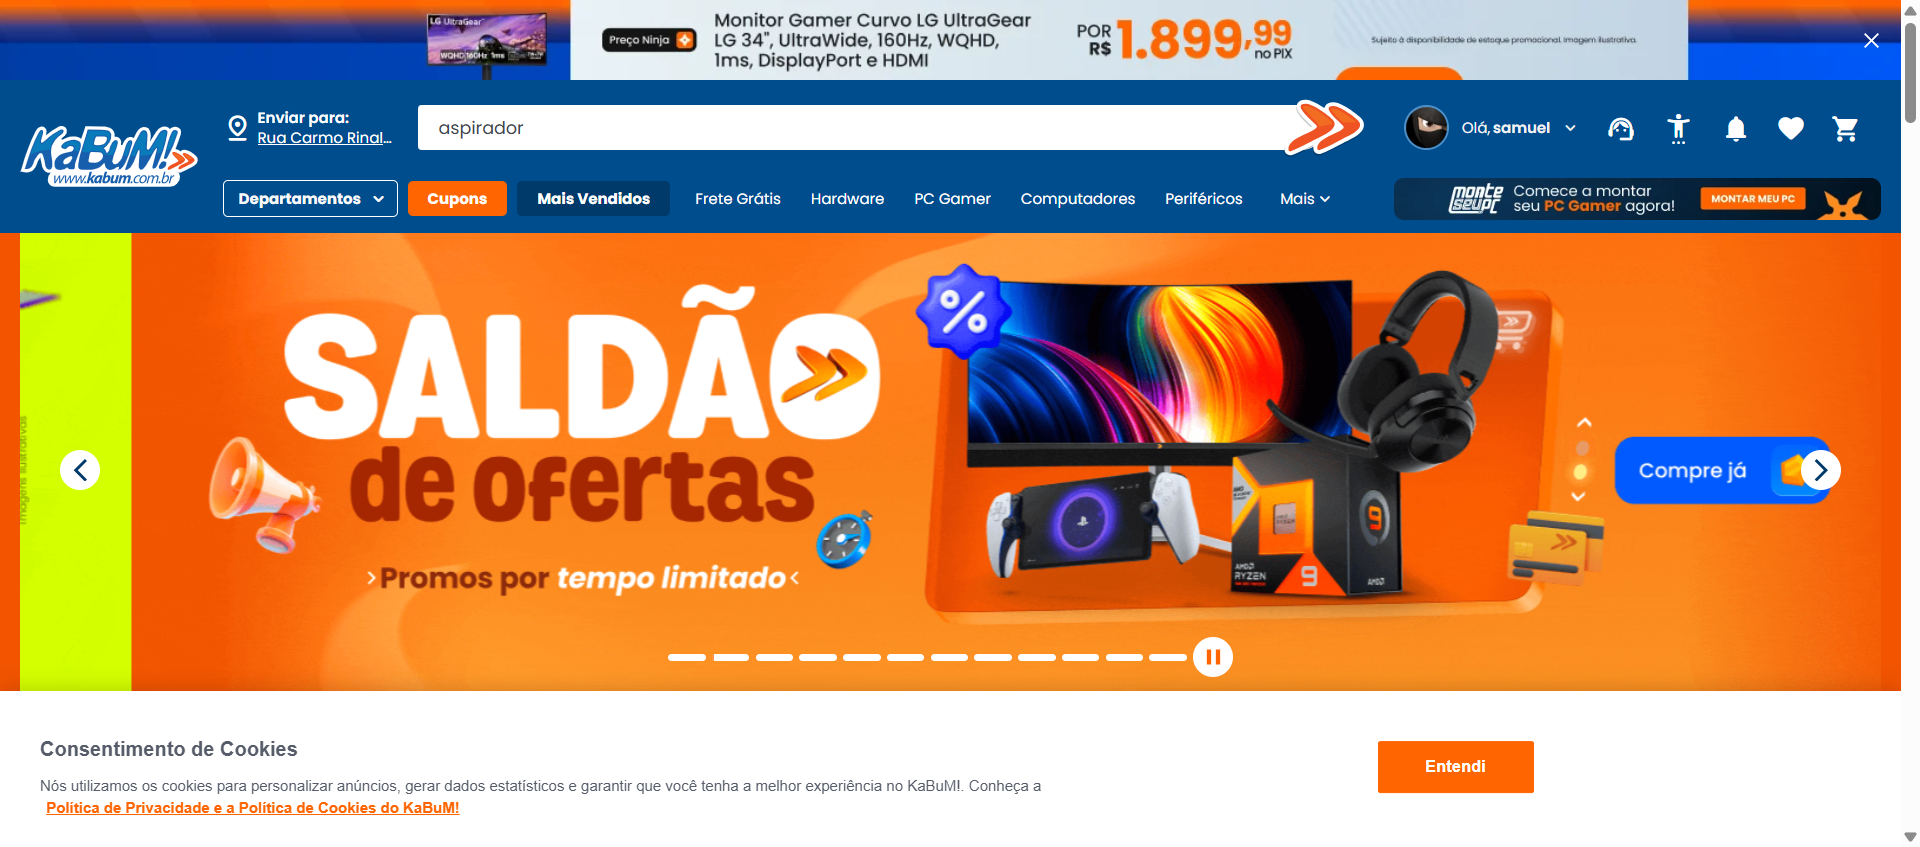 LG UltraGear
WQHD 160Hz 1ms
Preço Ninja
Monitor Gamer Curvo LG UltraGear
LG 34", UltraWide, 160Hz, WQHD,
1ms, DisplayPort e HDMI
POR
R$ 1.899,99
no PIX
Sujeito à disponibilidade de estoque promocional. Imagem ilustrativa.
KaBuM!
www.kabum.com.br
Enviar para:
Rua Carmo Rinal...
aspirador
Olá, samuel
Departamentos
Cupons
Mais Vendidos
Frete Grátis
Hardware
PC Gamer
Computadores
Periféricos
Mais
monte
seupc
Comece a montar
seu PC Gamer agora!
MONTAR MEU PC
Imagens ilustrativas
SALDÃO
de ofertas
Promos por tempo limitado
%
AMD
RYZEN
9
9
AMD
Compre já
Consentimento de Cookies
Nós utilizamos os cookies para personalizar anúncios, gerar dados estatísticos e garantir que você tenha a melhor experiência no KaBuM!. Conheça a
Política de Privacidade e a Política de Cookies do KaBuM!
Entendi